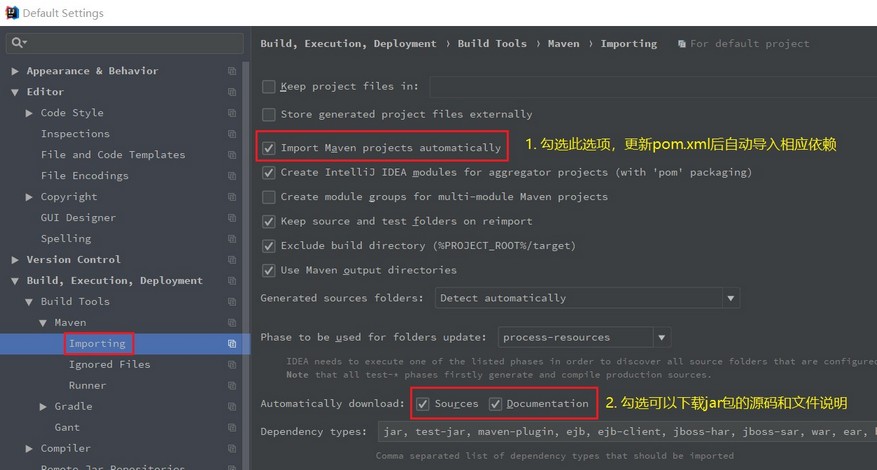 Default Settings
Build, Execution, Deployment › Build Tools › Maven › Importing For default project
Appearance & Behavior
Editor
Code Style
Inspections
File and Code Templates
File Encodings
Copyright
GUI Designer
Spelling
Version Control
Build, Execution, Deployment
Build Tools
Maven
Importing
Ignored Files
Runner
Gradle
Gant
Compiler
Remote Jar Repositories
Keep project files in:
Store generated project files externally
Import Maven projects automatically
1. 勾选此选项，更新pom.xml后自动导入相应依赖
Create IntelliJ IDEA modules for aggregator projects (with 'pom' packaging)
Create module groups for multi-module Maven projects
Keep source and test folders on reimport
Exclude build directory (%PROJECT_ROOT%/target)
Use Maven output directories
Generated sources folders: Detect automatically
Phase to be used for folders update: process-resources
IDEA needs to execute one of the listed phases in order to discover all source folders that are configured
Note that all test-* phases firstly generate and compile production sources.
Automatically download: Sources Documentation
2. 勾选可以下载jar包的源码和文件说明
Dependency types: jar, test-jar, maven-plugin, ejb, ejb-client, jboss-har, jboss-sar, war, ear,
Comma separated list of dependency types that should be imported